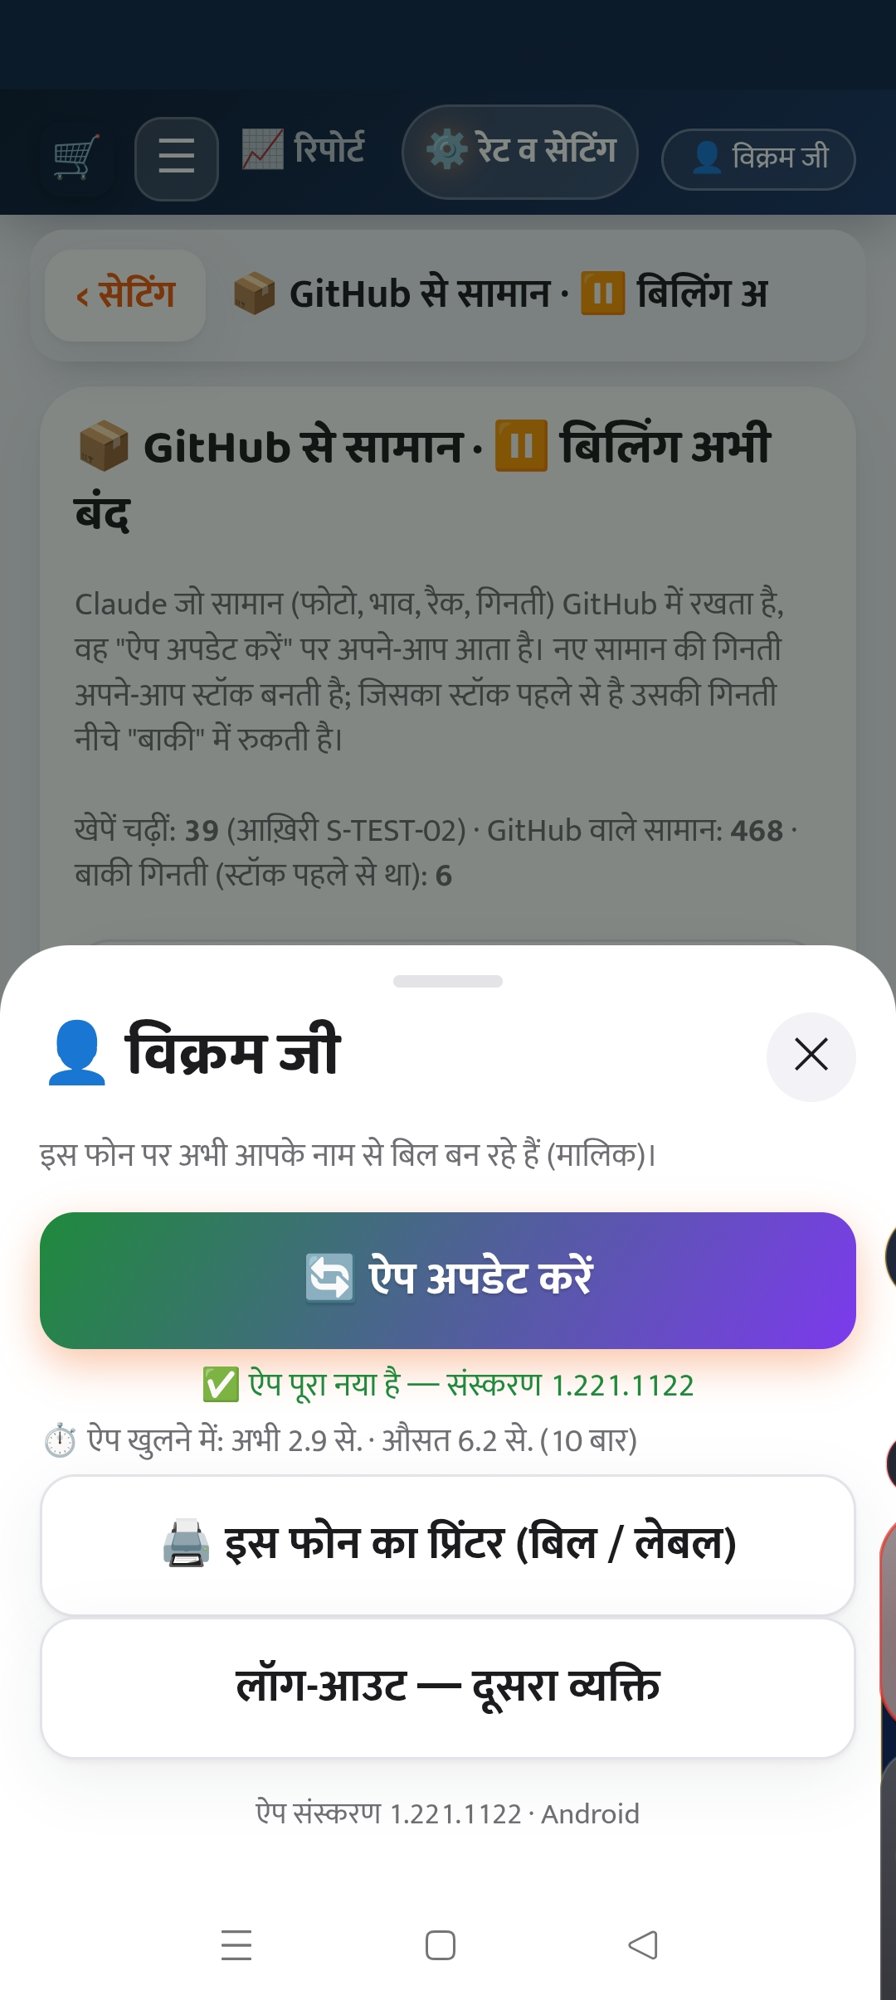 रिपोर्ट
रेट व सेटिंग
विक्रम जी
‹ सेटिंग
GitHub से सामान · ⏸️ बिलिंग अ
GitHub से सामान · ⏸️ बिलिंग अभी
बंद
Claude जो सामान (फोटो, भाव, रैक, गिनती) GitHub में रखता है,
वह "ऐप अपडेट करें" पर अपने-आप आता है। नए सामान की गिनती
अपने-आप स्टॉक बनती है; जिसका स्टॉक पहले से है उसकी गिनती
नीचे "बाकी" में रुकती है।
खेपें चढ़ीं: 39 (आख़िरी S-TEST-02) · GitHub वाले सामान: 468 ·
बाकी गिनती (स्टॉक पहले से था): 6
विक्रम जी
इस फोन पर अभी आपके नाम से बिल बन रहे हैं (मालिक)।
ऐप अपडेट करें
✅ ऐप पूरा नया है — संस्करण 1.221.1122
ऐप खुलने में: अभी 2.9 से. · औसत 6.2 से. (10 बार)
इस फोन का प्रिंटर (बिल / लेबल)
लॉग-आउट — दूसरा व्यक्ति
ऐप संस्करण 1.221.1122 · Android